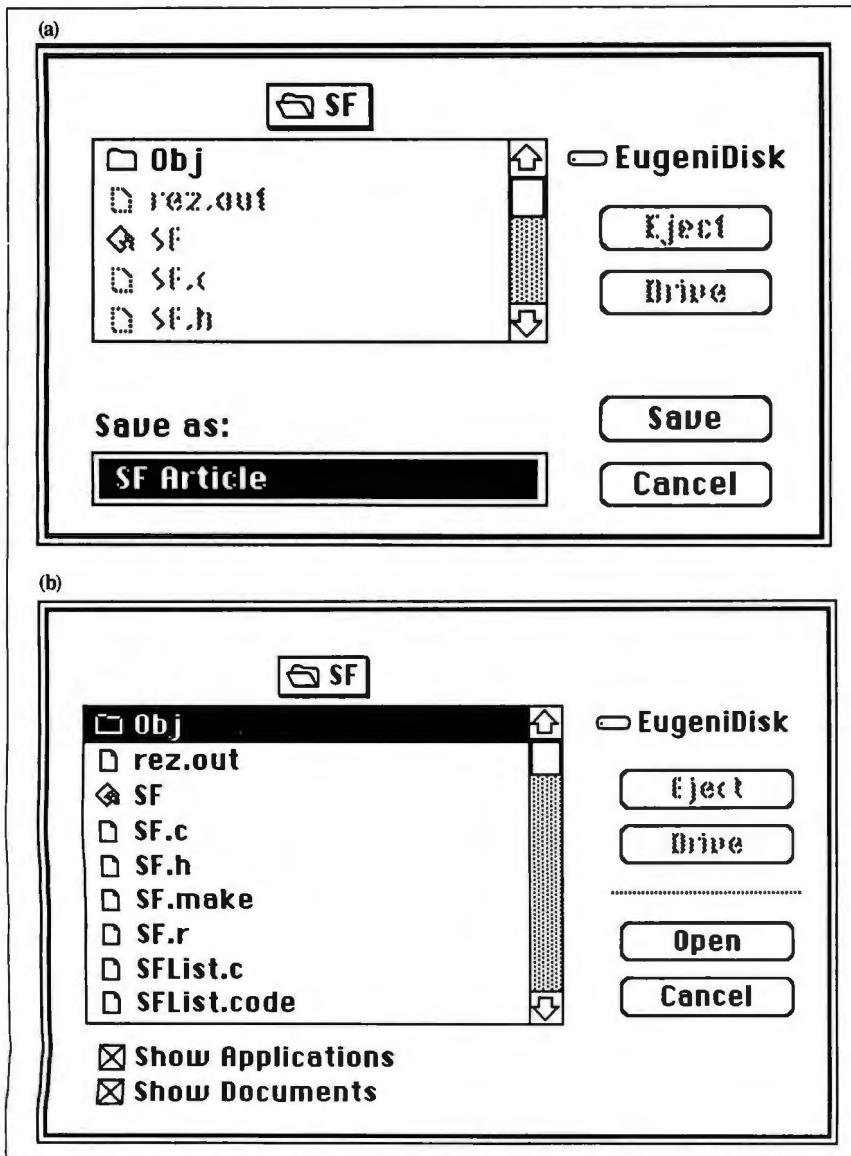 (a)
SF
Obj
EugeniDisk
rez.out
Eject
SF
SF.c
Drive
SF.h
Save as:
Save
SF Article
Cancel
(b)
SF
Obj
EugeniDisk
rez.out
SF
Eject
SF.c
Drive
SF.h
SF.make
SF.r
Open
SFList.c
Cancel
SFList.code
Show Applications
Show Documents